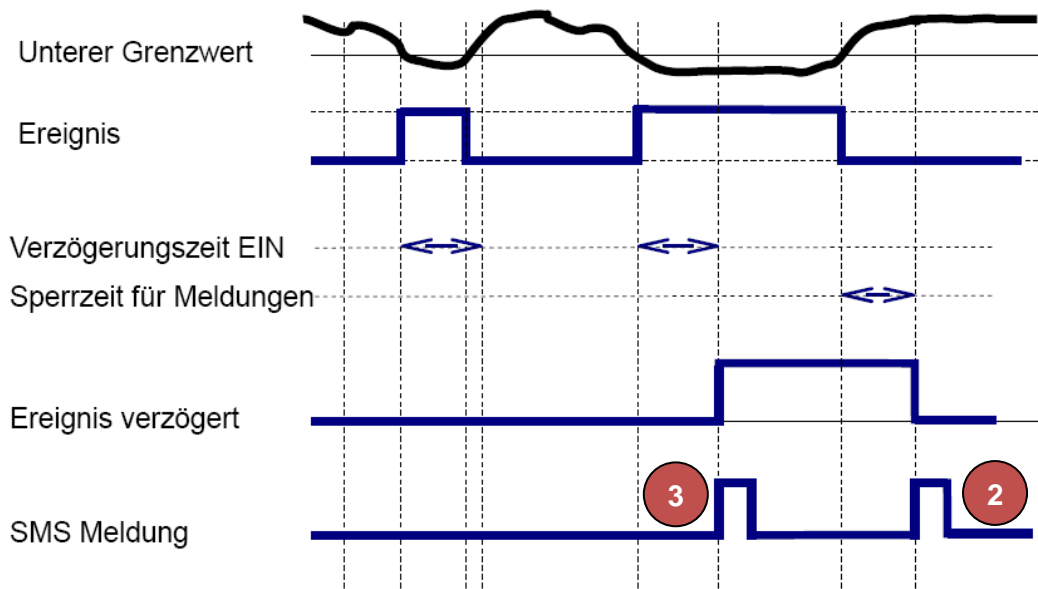 Unterer Grenzwert
Ereignis
Verzögerungszeit EIN
Sperrzeit für Meldungen
Ereignis verzögert
3
2
SMS Meldung